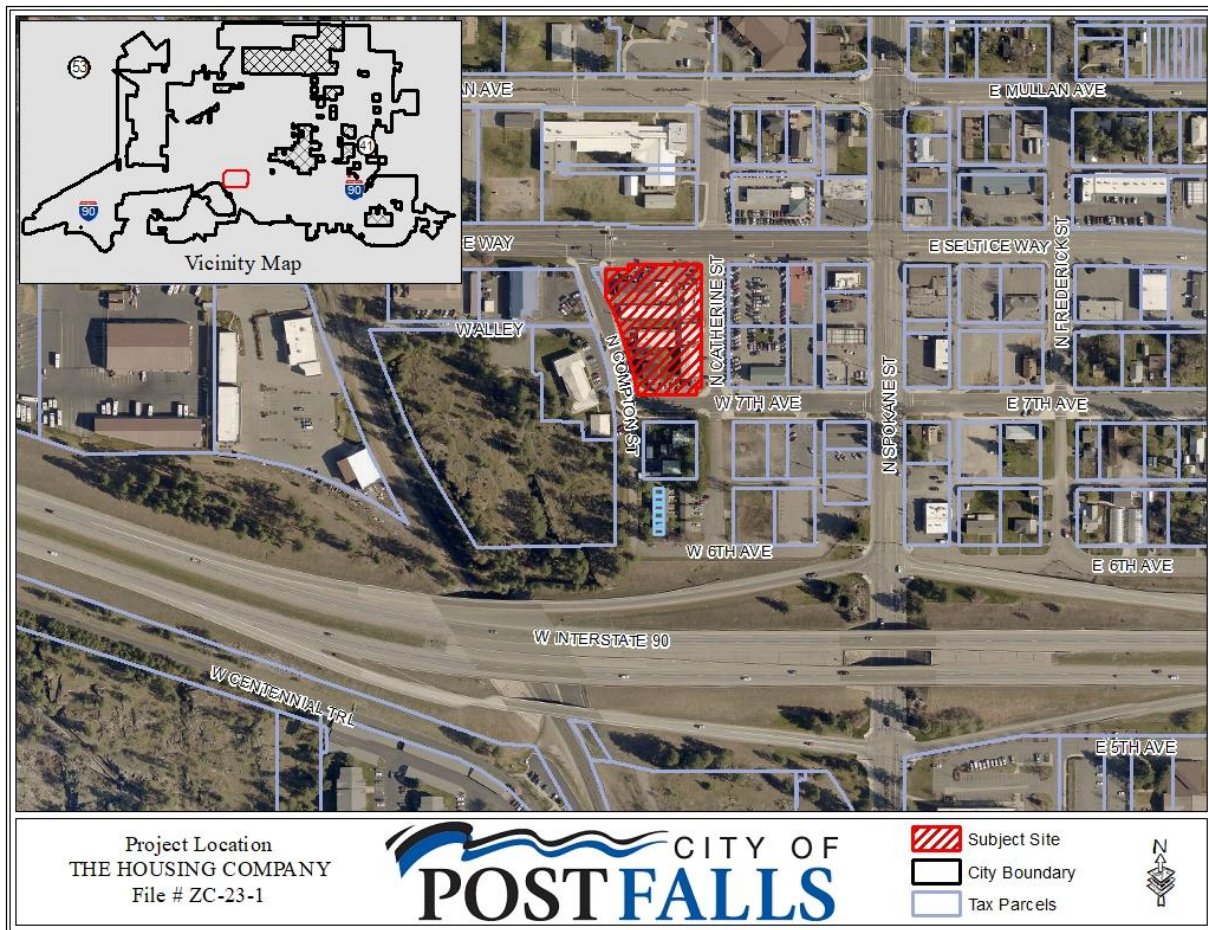 53
41
90
90
Vicinity Map
N AVE
E MULLAN AVE
E WAY
E SELTICE WAY
N CATHERINE ST
N FREDERICK ST
W ALLEY
N COMPTON ST
W 7TH AVE
E 7TH AVE
N SPOKANE ST
W 6TH AVE
E 6TH AVE
W INTERSTATE 90
W CENTENNIAL TRL
E 5TH AVE
Project Location
THE HOUSING COMPANY
File # ZC-23-1
CITY OF
POST FALLS
Subject Site
City Boundary
Tax Parcels
N